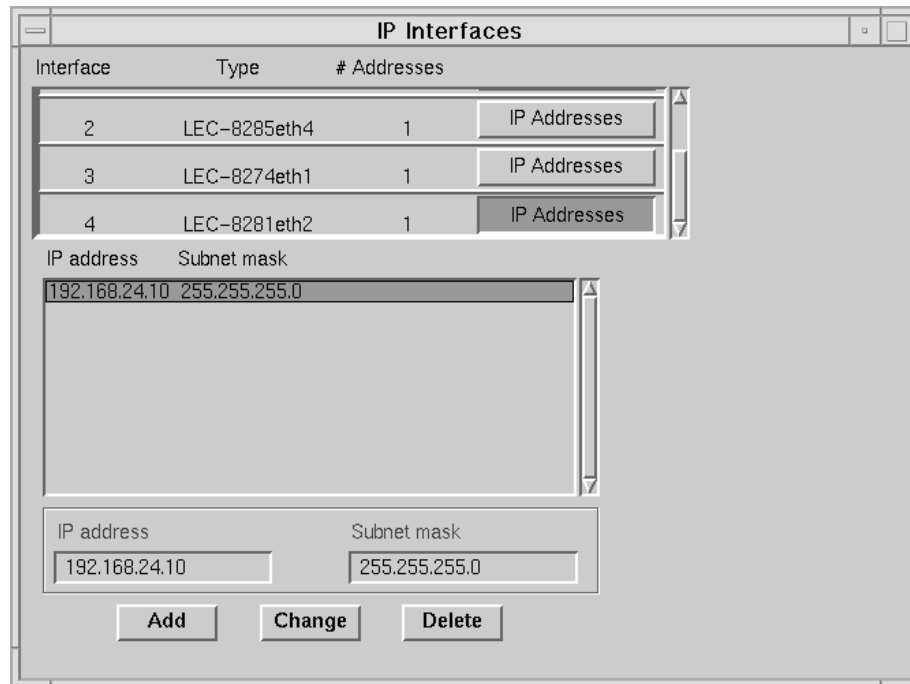 IP Interfaces
Interface Type # Addresses
2 LEC-8285eth4 1 IP Addresses
3 LEC-8274eth1 1 IP Addresses
4 LEC-8281eth2 1 IP Addresses
IP address Subnet mask
192.168.24.10 255.255.255.0
IP address Subnet mask
192.168.24.10 255.255.255.0
Add Change Delete